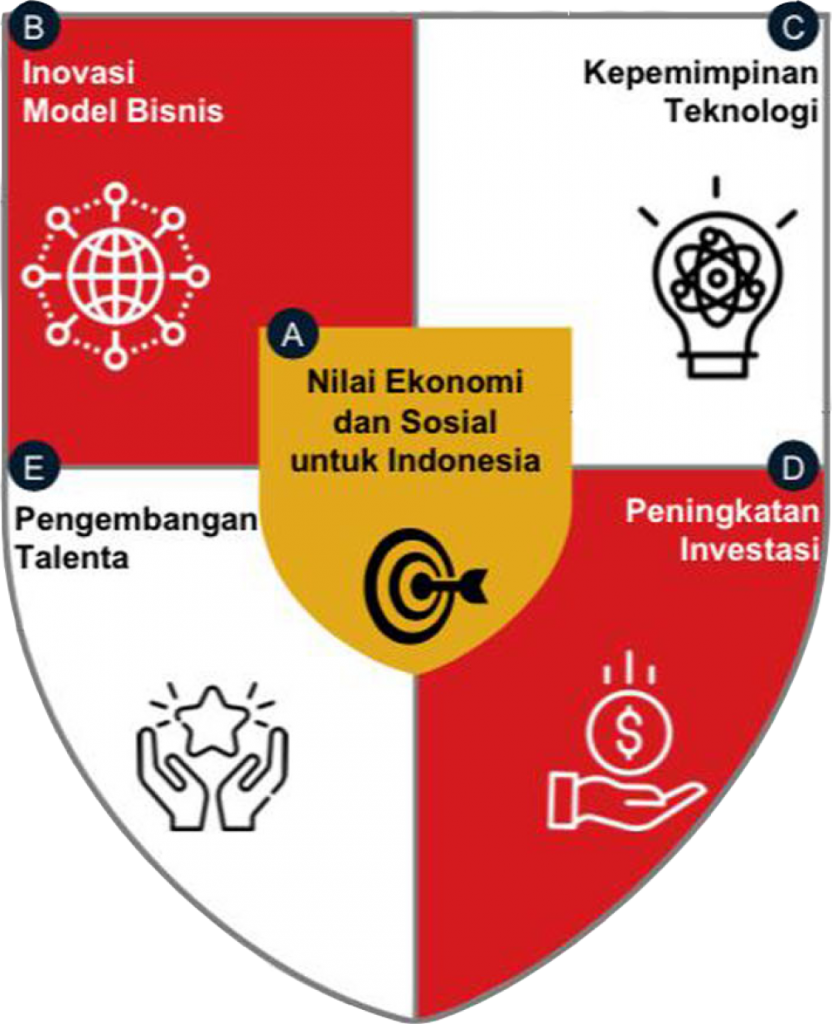 B
Inovasi
Model Bisnis
C
Kepemimpinan
Teknologi
A
Nilai Ekonomi
dan Sosial
untuk Indonesia
E
Pengembangan
Talenta
D
Peningkatan
Investasi
$